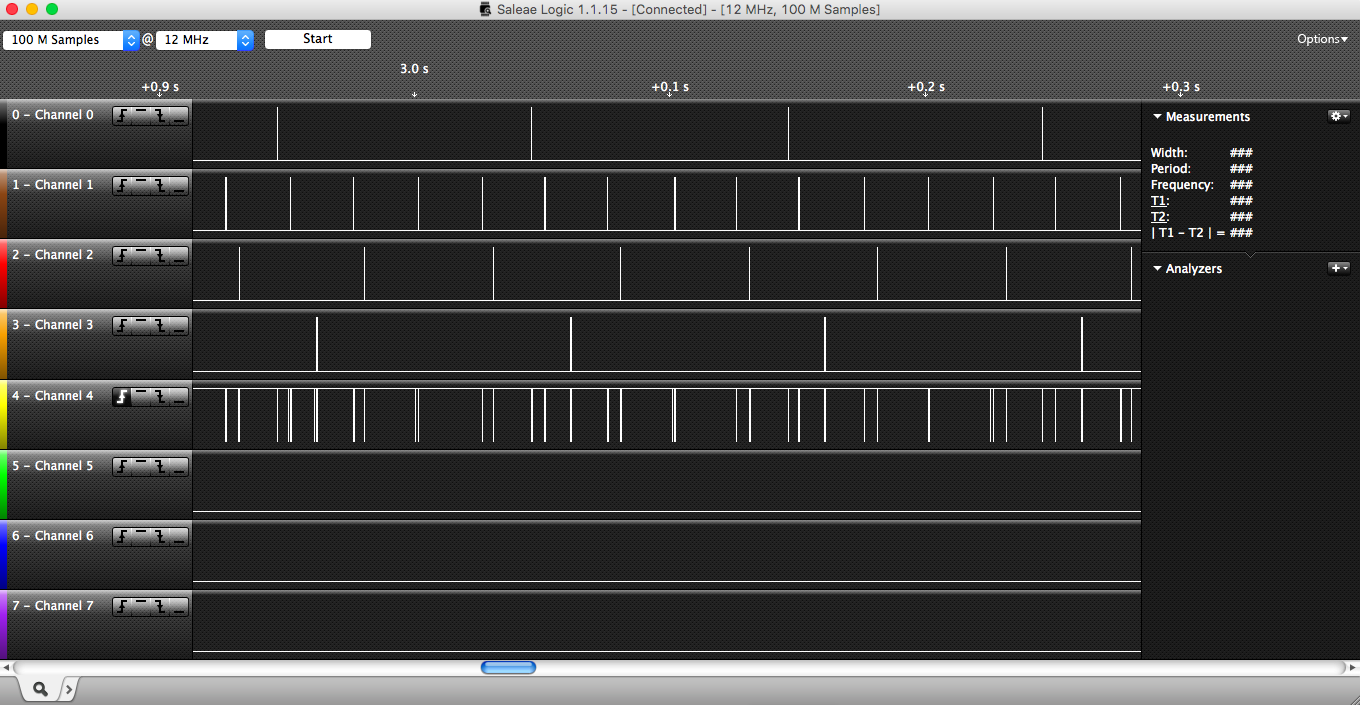 Saleae Logic 1.1.15 - [Connected] - [12 MHz, 100 M Samples]
100 M Samples @ 12 MHz Start Options
3.0 s
+0.9 s +0.1 s +0.2 s +0.3 s
0 - Channel 0
1 - Channel 1
2 - Channel 2
3 - Channel 3
4 - Channel 4
5 - Channel 5
6 - Channel 6
7 - Channel 7
Measurements
Width: ###
Period: ###
Frequency: ###
T1: ###
T2: ###
| T1 - T2 | = ###
Analyzers